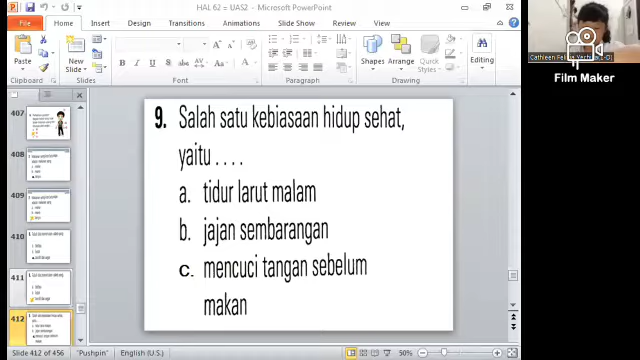 HAL 62 = UAS2 - Microsoft PowerPoint
File
Home
Insert
Design
Transitions
Animations
Slide Show
Paste
New
Slide
Shapes
Arrange
Quick
Styles
Editing
Clipboard
Slides
Font
Paragraph
Drawing
Film Maker
407
408
409
410
411
412
9. Salah satu kebiasaan hidup sehat,
yaitu . . . .
a. tidur larut malam
b. jajan sembarangan
c. mencuci tangan sebelum
makan
Slide 412 of 456
"Pushpin"
English (U.S.)
50%